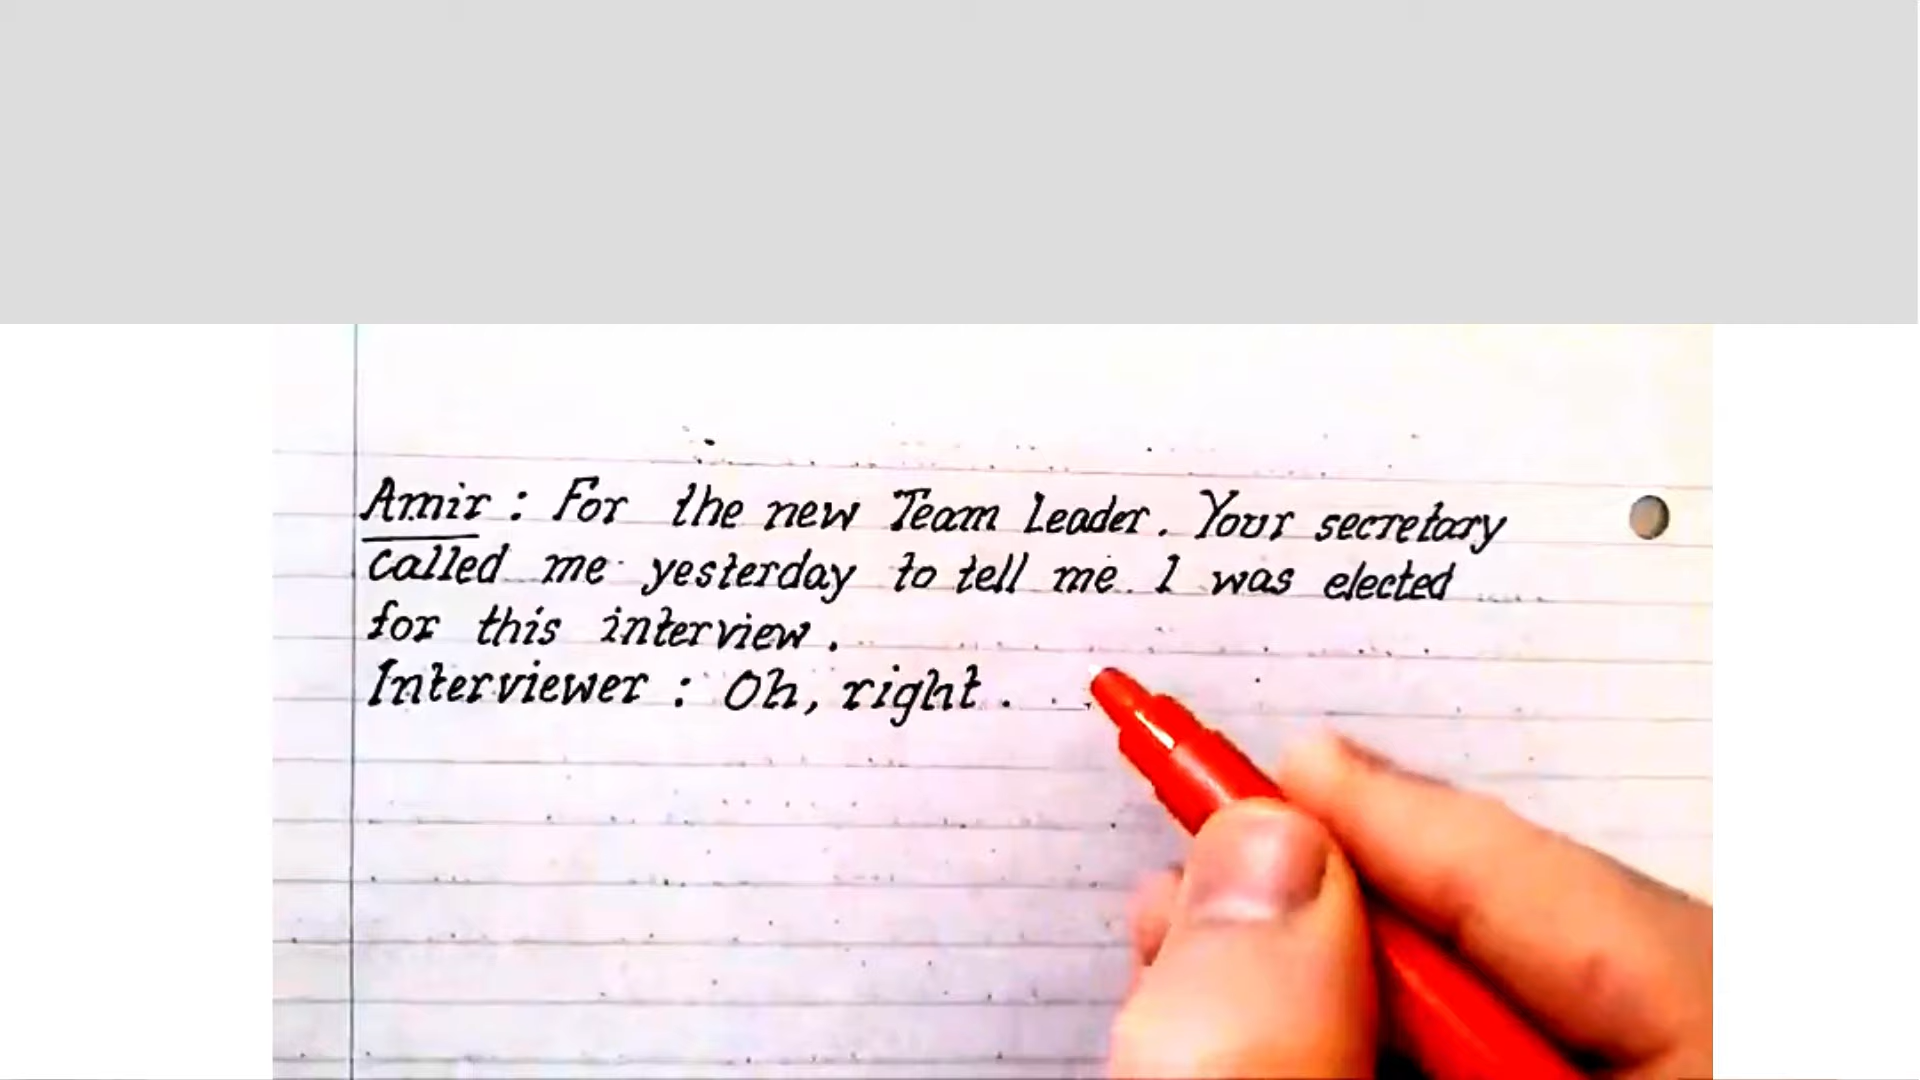 Amir : For the new Team Leader. Your secretary
called me yesterday to tell me I was elected
for this interview.
Interviewer : Oh, right.